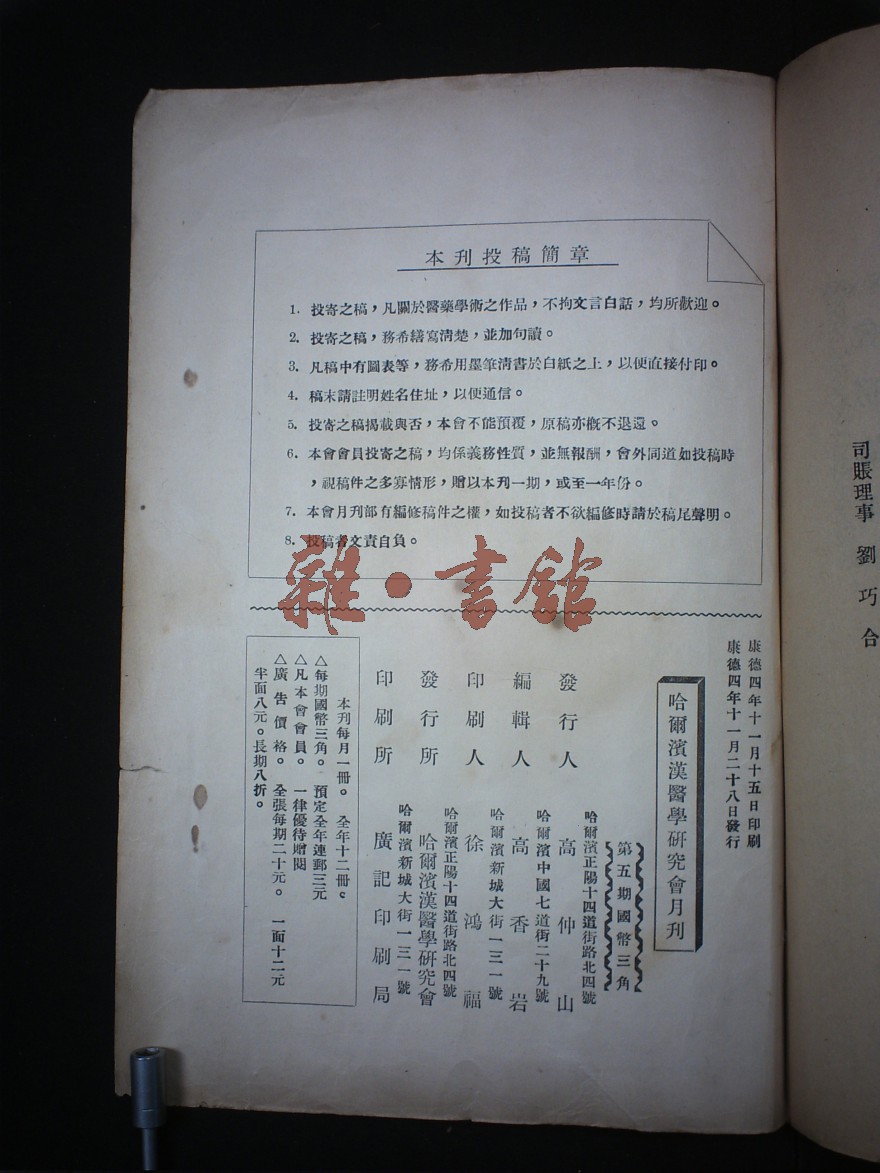 本刊投稿簡章
1. 投寄之稿，凡關於醫藥學術之作品，不拘文言白話，均所歡迎。
2. 投寄之稿，務希繕寫淸楚，並加句讀。
3. 凡稿中有圖表等，務希用墨筆淸書於白紙之上，以便直接付印。
4. 稿末請註明姓名住址，以便通信。
5. 投寄之稿揭載與否，本會不能預覆，原稿亦槪不退還。
6. 本會會員投寄之稿，均係義務性質，並無報酬，會外同道如投稿時
，視稿件之多寡情形，贈以本刊一期，或至一年份。
7. 本會月刊部有編修稿件之權，如投稿者不欲編修時請於稿尾聲明。
8. 投稿者文責自負。
雜·書館
康德四年十一月十五日印刷
康德四年十一月二十八日發行
哈爾濱漢醫學硏究會月刊
第五期國幣三角
哈爾濱正陽十四道街路北四號
發行人 高仲山
哈爾濱中國七道街二十九號
編輯人 高香岩
哈爾濱新城大街一三一號
印刷人 徐鴻福
哈爾濱正陽十四道街路北四號
發行所 哈爾濱漢醫學硏究會
哈爾濱新城大街一三一號
印刷所 廣記印刷局
本刊每月一冊。 全年十二冊。
△每期國幣三角。 預定全年連郵三元
△凡本會會員。 一律優待贈閱
△廣告價格。 全張每期二十元。 一面十二元
半面八元。長期八折。
司賬理事 劉巧合